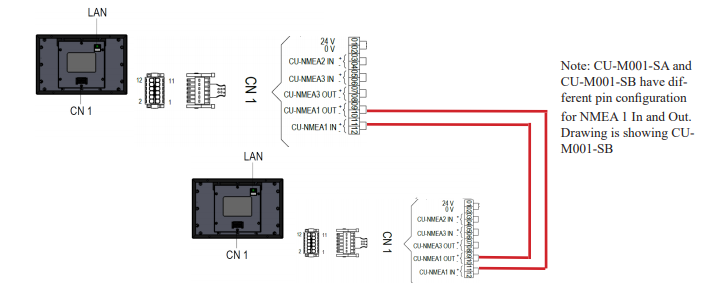 LAN
CN 1
12
11
2
1
CN 1
24 V
0 V
CU-NMEA2 IN
CU-NMEA3 IN
CU-NMEA3 OUT
CU-NMEA1 OUT
CU-NMEA1 IN
Note: CU-M001-SA and
CU-M001-SB have dif-
ferent pin configuration
for NMEA 1 In and Out.
Drawing is showing CU-
M001-SB
LAN
CN 1
12
11
2
1
CN 1
24 V
0 V
CU-NMEA2 IN
CU-NMEA3 IN
CU-NMEA3 OUT
CU-NMEA1 OUT
CU-NMEA1 IN